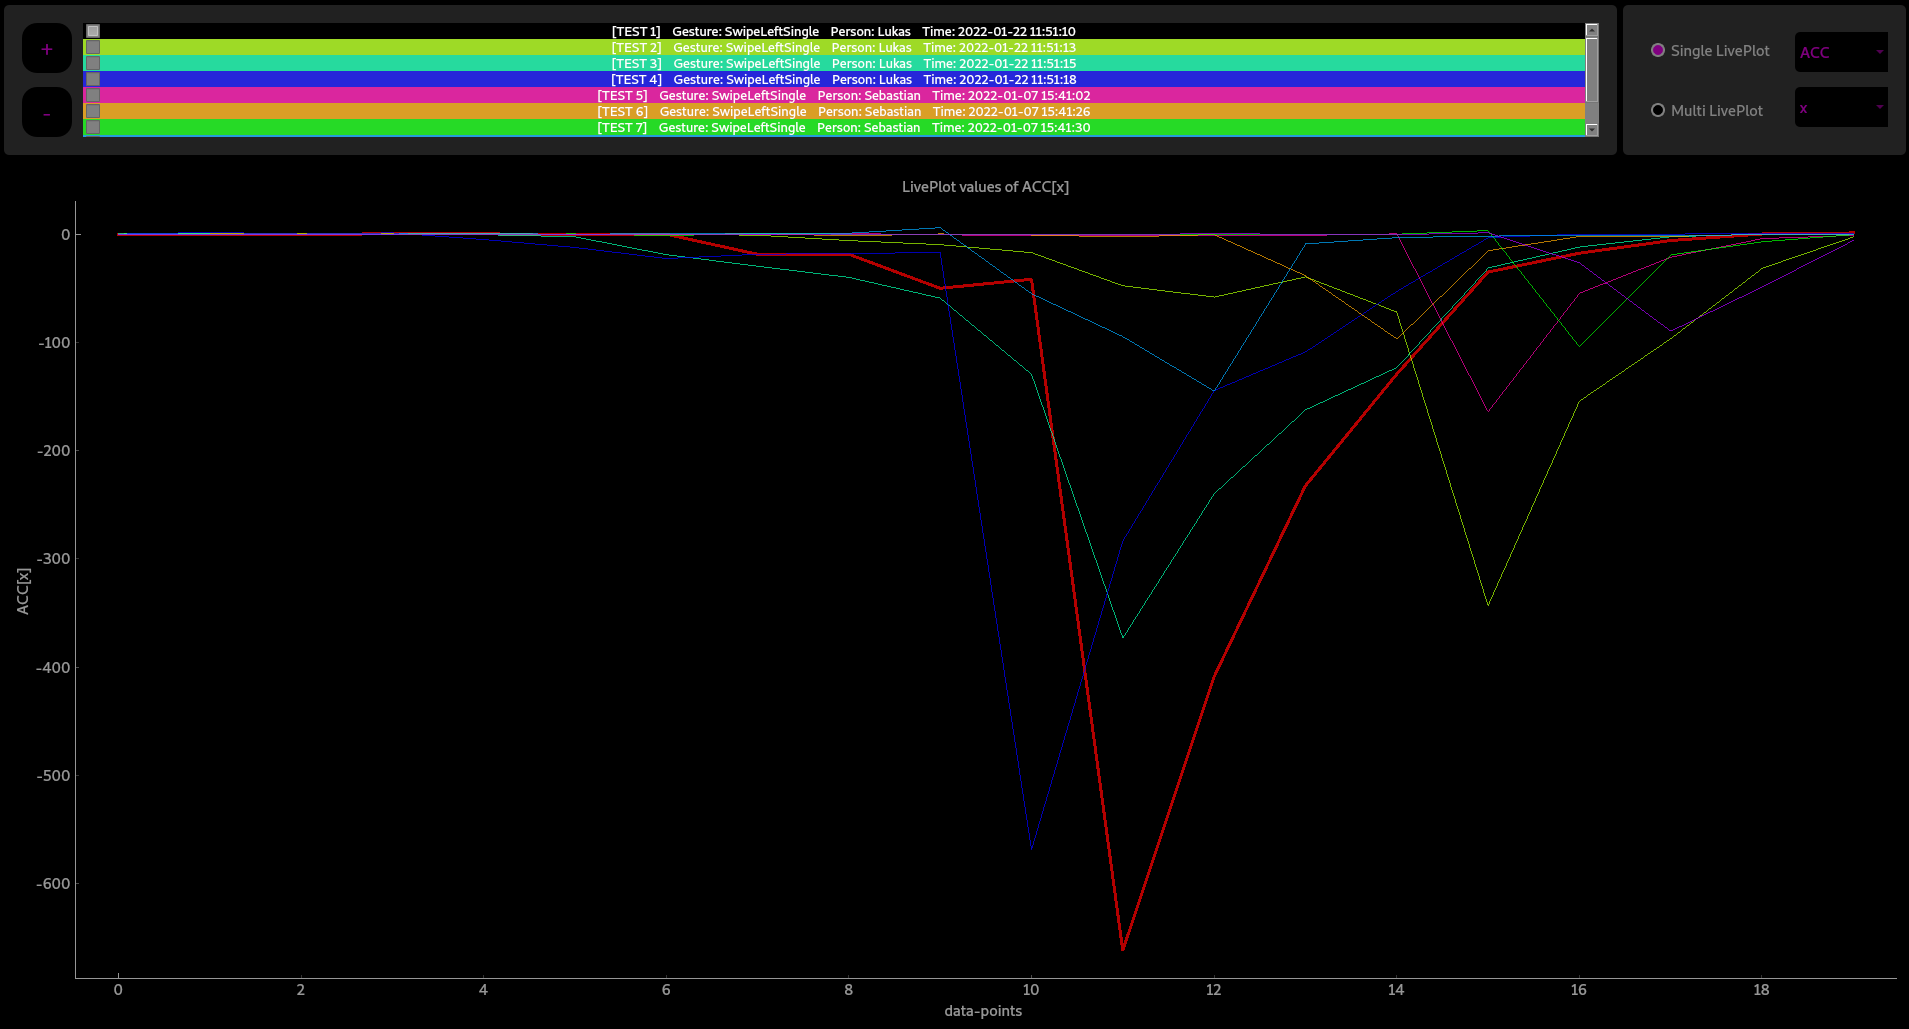 +
-
[TEST 1] Gesture: SwipeLeftSingle Person: Lukas Time: 2022-01-22 11:51:10
[TEST 2] Gesture: SwipeLeftSingle Person: Lukas Time: 2022-01-22 11:51:13
[TEST 3] Gesture: SwipeLeftSingle Person: Lukas Time: 2022-01-22 11:51:15
[TEST 4] Gesture: SwipeLeftSingle Person: Lukas Time: 2022-01-22 11:51:18
[TEST 5] Gesture: SwipeLeftSingle Person: Sebastian Time: 2022-01-07 15:41:02
[TEST 6] Gesture: SwipeLeftSingle Person: Sebastian Time: 2022-01-07 15:41:26
[TEST 7] Gesture: SwipeLeftSingle Person: Sebastian Time: 2022-01-07 15:41:30
Single LivePlot
ACC
Multi LivePlot
x
LivePlot values of ACC[x]
0
-100
-200
-300
-400
-500
-600
ACC[x]
0 2 4 6 8 10 12 14 16 18
data-points